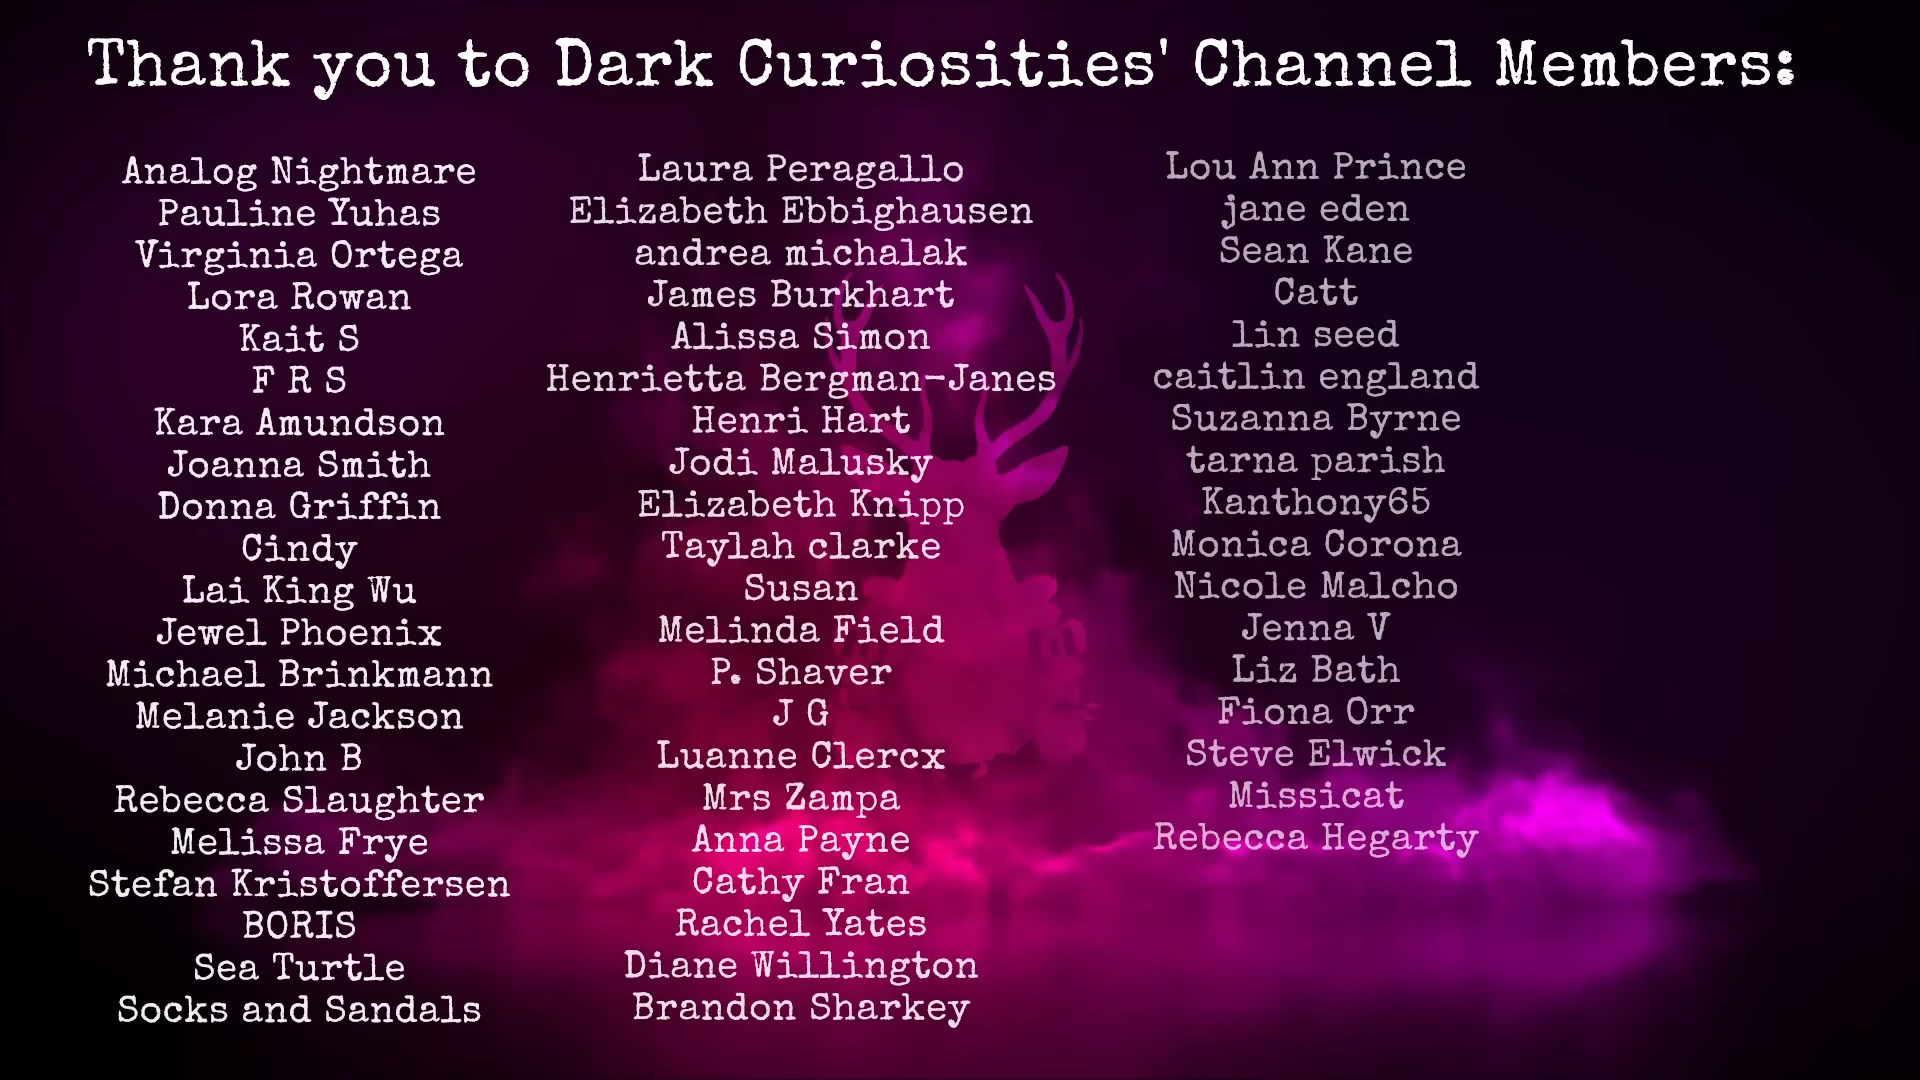 Thank you to Dark Curiosities' Channel Members:
Analog Nightmare
Pauline Yuhas
Virginia Ortega
Lora Rowan
Kait S
F R S
Kara Amundson
Joanna Smith
Donna Griffin
Cindy
Lai King Wu
Jewel Phoenix
Michael Brinkmann
Melanie Jackson
John B
Rebecca Slaughter
Melissa Frye
Stefan Kristoffersen
BORIS
Sea Turtle
Socks and Sandals
Laura Peragallo
Elizabeth Ebbighausen
andrea michalak
James Burkhart
Alissa Simon
Henrietta Bergman-Janes
Henri Hart
Jodi Malusky
Elizabeth Knipp
Taylah clarke
Susan
Melinda Field
P. Shaver
J G
Luanne Clercx
Mrs Zampa
Anna Payne
Cathy Fran
Rachel Yates
Diane Willington
Brandon Sharkey
Lou Ann Prince
jane eden
Sean Kane
Catt
lin seed
caitlin england
Suzanna Byrne
tarna parish
Kanthony65
Monica Corona
Nicole Malcho
Jenna V
Liz Bath
Fiona Orr
Steve Elwick
Missicat
Rebecca Hegarty